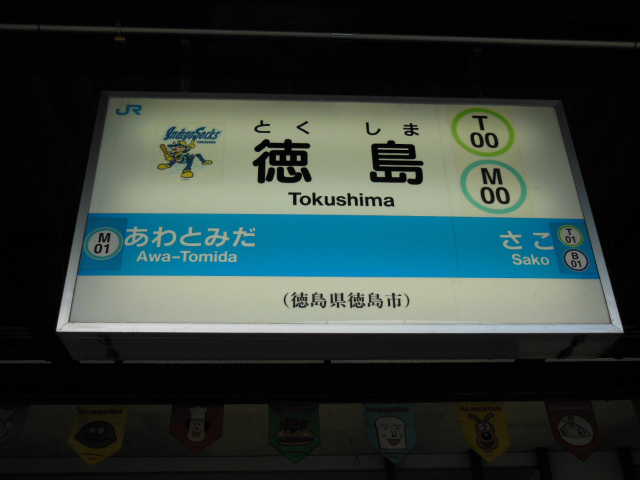 JR
IndigoSocks
TOKUSHIMA
とくしま
徳島
Tokushima
T
00
M
00
M
01
あわとみだ
Awa-Tomida
さこ
Sako
T
01
B
01
(徳島県徳島市)